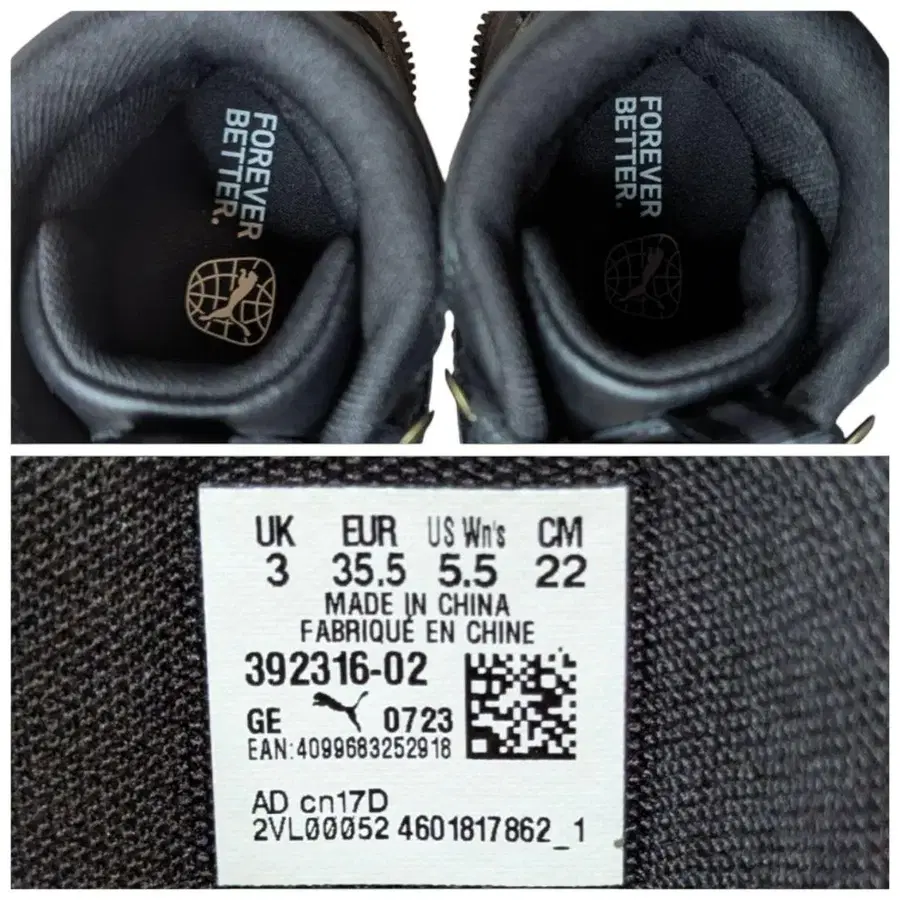 FOREVER
BETTER.
FOREVER
BETTER.
UK EUR US Wn's CM
3 35.5 5.5 22
MADE IN CHINA
FABRIQUÉ EN CHINE
392316-02
GE 0723
EAN:4099683252918
AD cn17D
2VL00052 4601817862_1